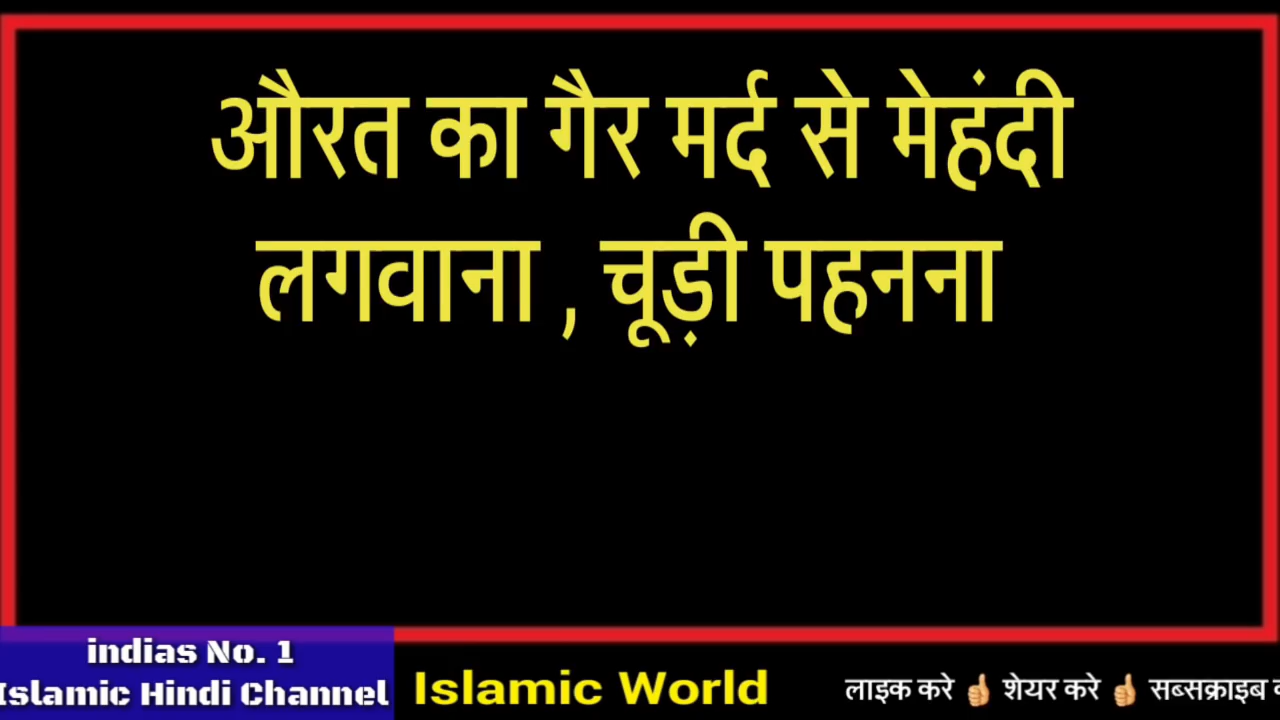 औरत का गैर मर्द से मेहंदी
लगवाना , चूड़ी पहनना
indias No. 1
Islamic Hindi Channel
Islamic World
लाइक करे 👍🏼 शेयर करे 👍🏼 सब्सक्राइब